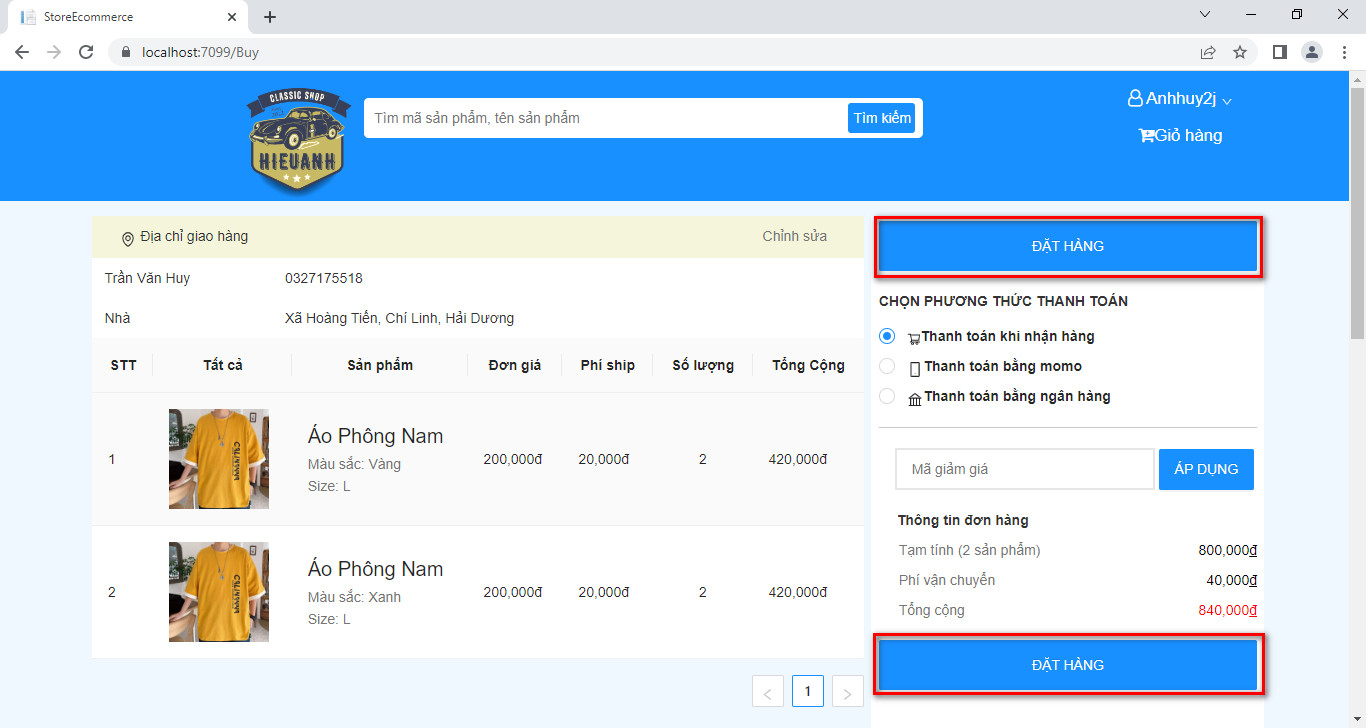 StoreEcommerce
localhost:7099/Buy
CLASSIC SHOP
HIEUANH
Tìm mã sản phẩm, tên sản phẩm
Tìm kiếm
Anhhuy2j
Giỏ hàng
Địa chỉ giao hàng
Chỉnh sửa
Trần Văn Huy 0327175518
Nhà Xã Hoàng Tiến, Chí Linh, Hải Dương
STT Tất cả Sản phẩm Đơn giá Phí ship Số lượng Tổng Cộng
1 Áo Phông Nam 200,000đ 20,000đ 2 420,000đ
Màu sắc: Vàng
Size: L
2 Áo Phông Nam 200,000đ 20,000đ 2 420,000đ
Màu sắc: Xanh
Size: L
1
ĐẶT HÀNG
CHỌN PHƯƠNG THỨC THANH TOÁN
Thanh toán khi nhận hàng
Thanh toán bằng momo
Thanh toán bằng ngân hàng
Mã giảm giá
ÁP DỤNG
Thông tin đơn hàng
Tạm tính (2 sản phẩm) 800,000₫
Phí vận chuyển 40,000₫
Tổng cộng 840,000₫
ĐẶT HÀNG